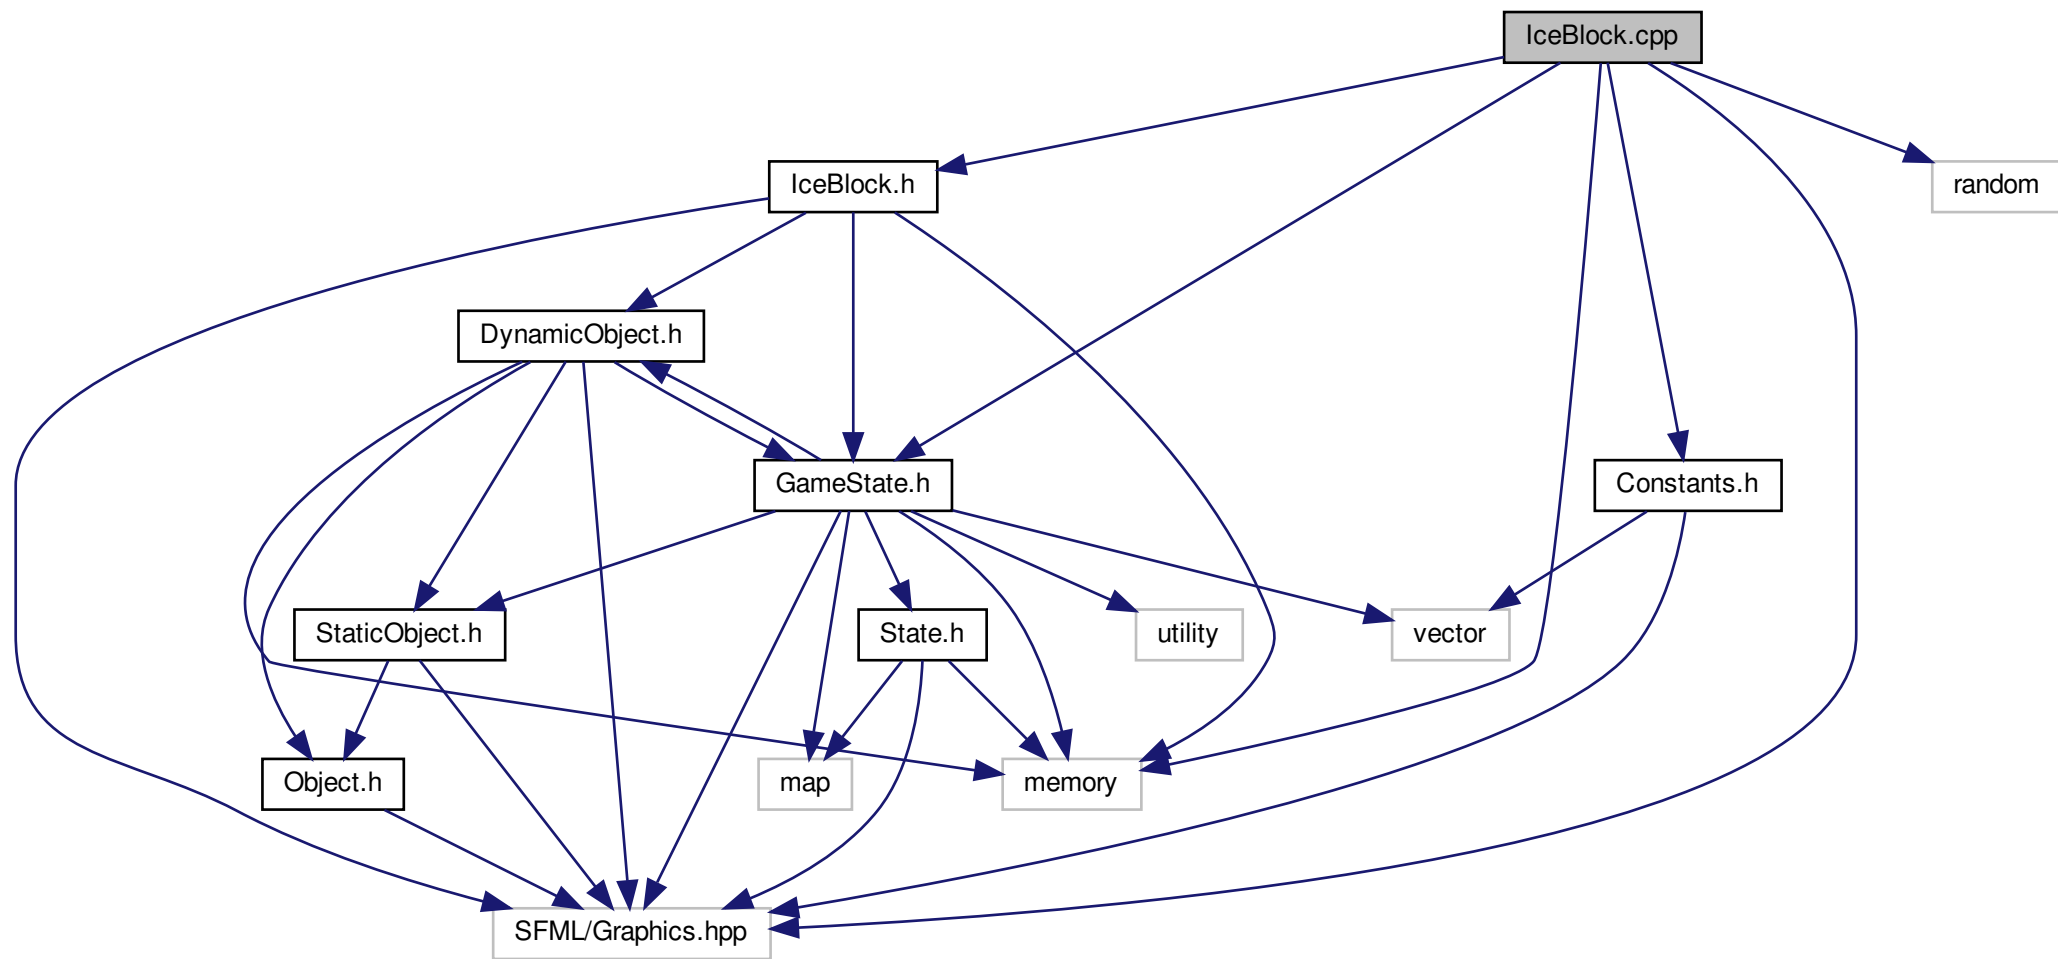 IceBlock.cpp
IceBlock.h
random
DynamicObject.h
GameState.h
Constants.h
StaticObject.h
State.h
utility
vector
Object.h
map
memory
SFML/Graphics.hpp